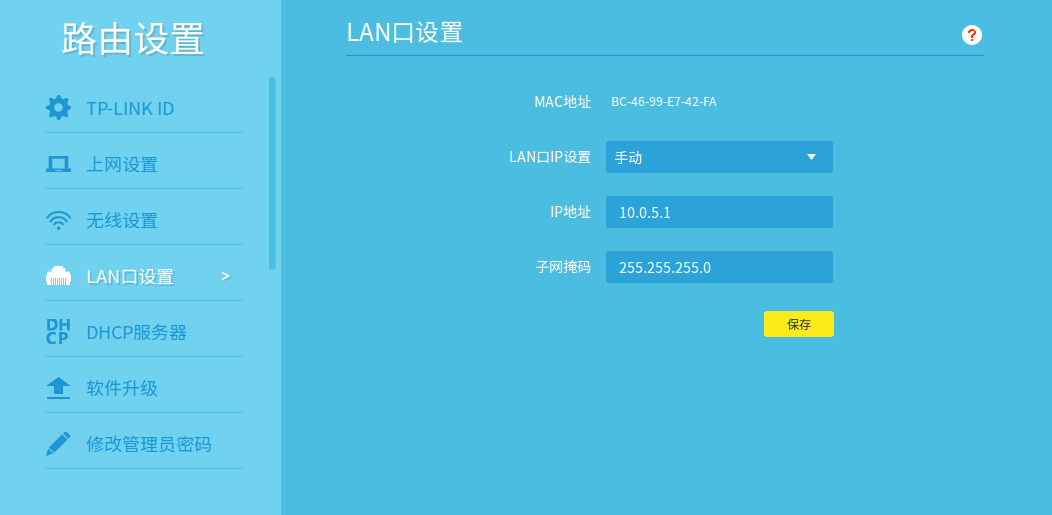 路由设置
TP-LINK ID
上网设置
无线设置
LAN口设置 >
DHCP
DHCP服务器
软件升级
修改管理员密码
LAN口设置 ?
MAC地址 BC-46-99-E7-42-FA
LAN口IP设置 手动
IP地址 10.0.5.1
子网掩码 255.255.255.0
保存